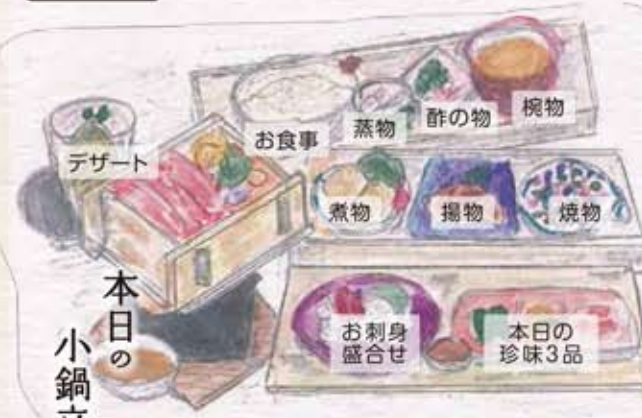 デザート
お食事
蒸物
酢の物
椀物
煮物
揚物
焼物
お刺身
盛合せ
本日の
珍味3品
本日の
小鍋